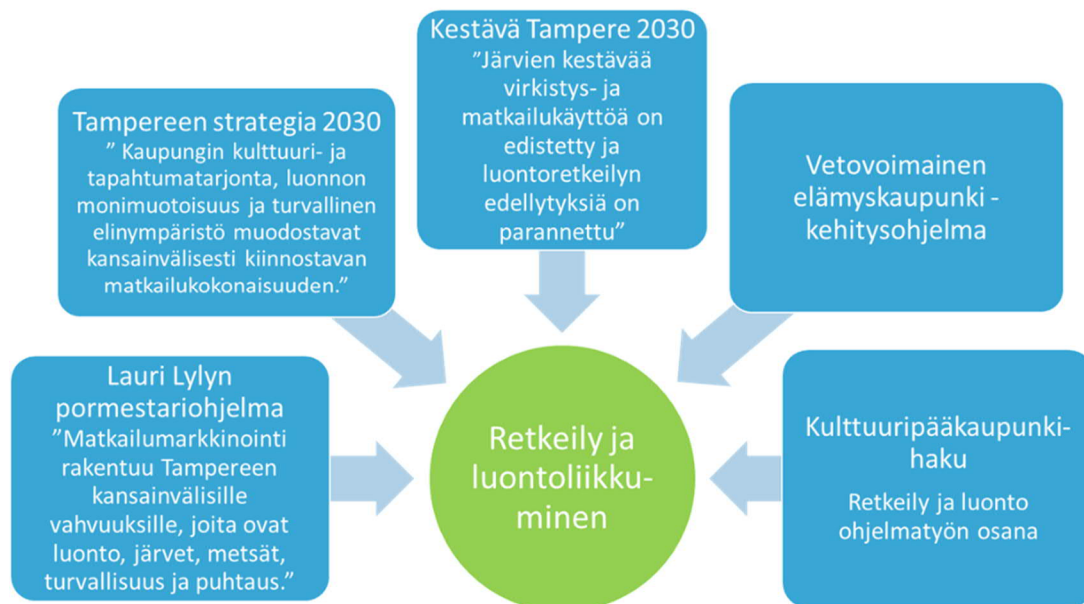 Kestävä Tampere 2030
”Järvien kestävää
virkistys- ja
matkailukäyttöä on
edistetty ja
luontoretkeilyn
edellytyksiä on
parannettu”
Tampereen strategia 2030
” Kaupungin kulttuuri- ja
tapahtumatarjonta, luonnon
monimuotoisuus ja turvallinen
elinympäristö muodostavat
kansainvälisesti kiinnostavan
matkailukokonaisuuden.”
Vetovoimainen
elämyskaupunki -
kehitysohjelma
Lauri Lylyn
pormestariohjelma
”Matkailumarkkinointi
rakentuu Tampereen
kansainvälisille
vahvuuksille, joita ovat
luonto, järvet, metsät,
turvallisuus ja puhtaus.”
Retkeily ja
luontoliikku-
minen
Kulttuuripääkaupunki-
haku
Retkeily ja luonto
ohjelmatyön osana